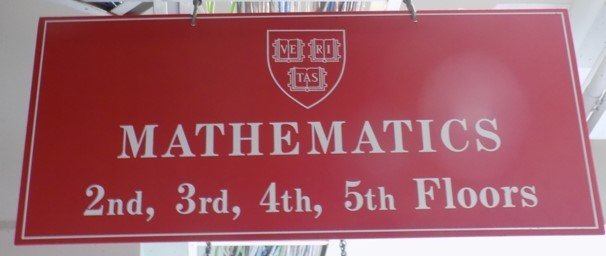 VE RI
TAS
MATHEMATICS
2nd, 3rd, 4th, 5th Floors